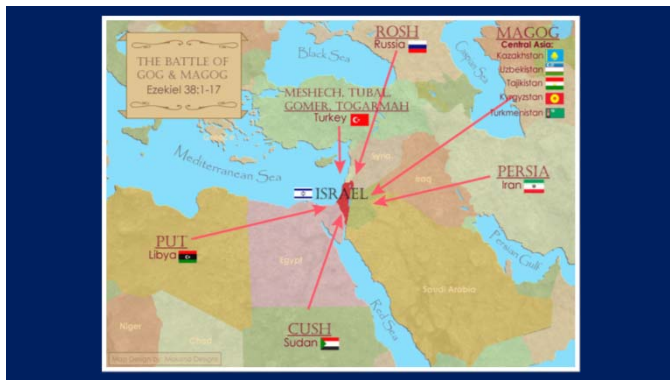 THE BATTLE OF
GOG & MAGOG
Ezekiel 38:1-17
Black Sea
ROSH
Russia
Caspian Sea
MAGOG
Central Asia:
Kazakhstan
Uzbekistan
Tajikistan
Kyrgyzstan
Turkmenistan
MESHECH, TUBAL,
GOMER, TOGARMAH
Turkey
Mediterranean Sea
Syria
Iraq
ISRAEL
PERSIA
Iran
PUT
Libya
Egypt
Persian Gulf
Saudi Arabia
Red Sea
Niger
Chad
CUSH
Sudan